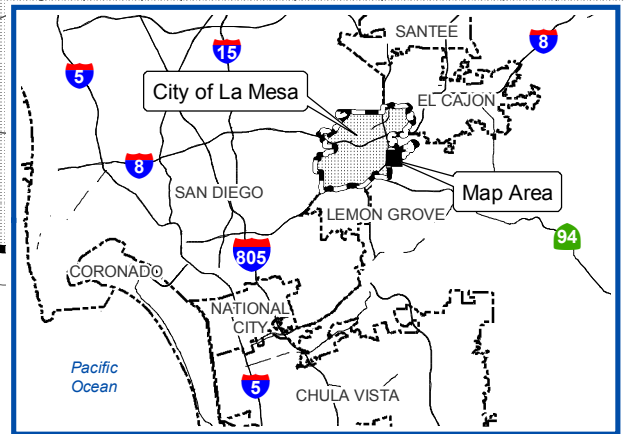 SANTEE
8
15
5
City of La Mesa
EL CAJON
8
SAN DIEGO
Map Area
LEMON GROVE
94
805
CORONADO
NATIONAL
CITY
Pacific
Ocean
5
CHULA VISTA